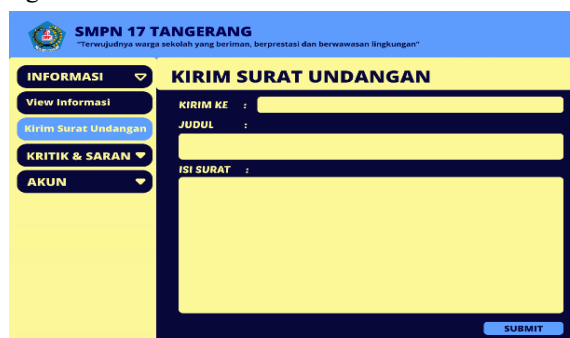 SMPN 17 TANGERANG
"Terwujudnya warga sekolah yang beriman, berprestasi dan berwawasan lingkungan"
INFORMASI
View Informasi
Kirim Surat Undangan
KRITIK & SARAN
AKUN
KIRIM SURAT UNDANGAN
KIRIM KE :
JUDUL :
ISI SURAT :
SUBMIT